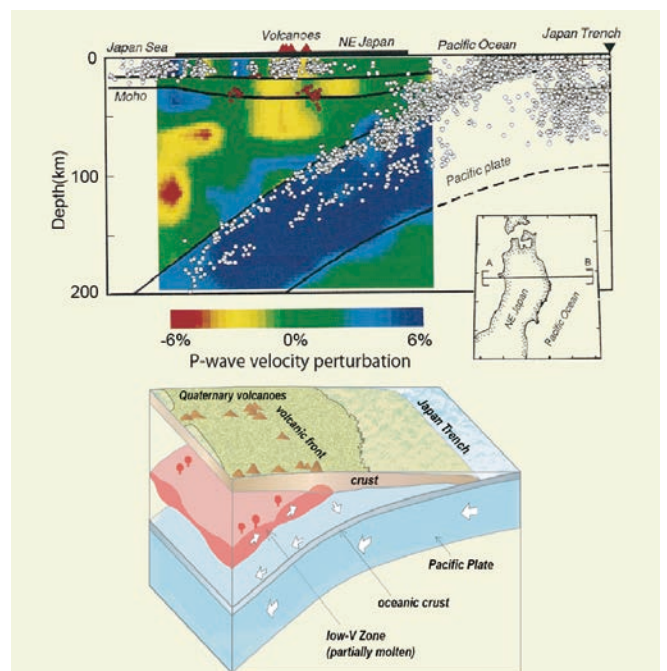 Volcanoes
Japan Trench
Japan Sea
NE Japan
Pacific Ocean
0
Moho
100
200
Depth(km)
Pacific plate
A
B
NE Japan
Pacific Ocean
-6%
0%
6%
P-wave velocity perturbation
Quaternary volcanoes
volcanic front
Japan Trench
crust
Pacific Plate
oceanic crust
low-V Zone
(partially molten)